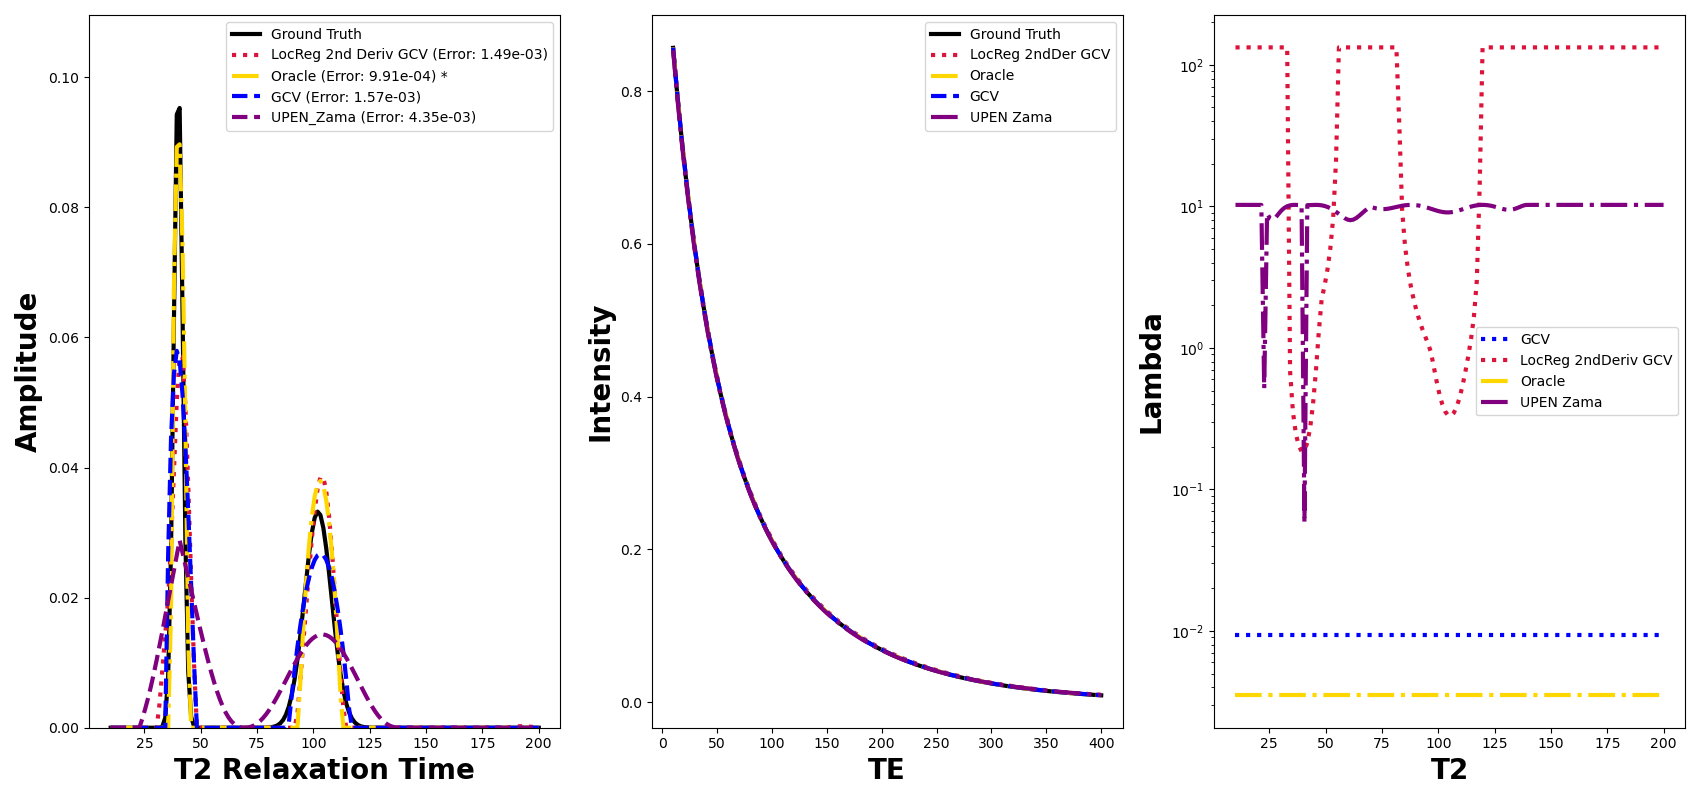 Ground Truth
LocReg 2nd Deriv GCV (Error: 1.49e-03)
Oracle (Error: 9.91e-04) *
GCV (Error: 1.57e-03)
UPEN_Zama (Error: 4.35e-03)
0.10
0.08
0.06
0.04
0.02
0.00
Amplitude
25 50 75 100 125 150 175 200
T2 Relaxation Time
Ground Truth
LocReg 2ndDer GCV
Oracle
GCV
UPEN Zama
0.8
0.6
0.4
0.2
0.0
Intensity
0 50 100 150 200 250 300 350 400
TE
10²
10¹
10⁰
10⁻¹
10⁻²
Lambda
GCV
LocReg 2ndDeriv GCV
Oracle
UPEN Zama
25 50 75 100 125 150 175 200
T2